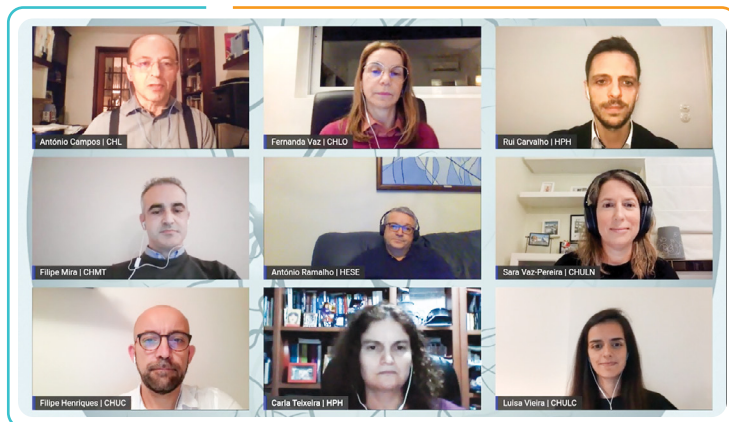 António Campos | CHL
Fernanda Vaz | CHLO
Rui Carvalho | HPH
Filipe Mira | CHMT
António Ramalho | HESE
Sara Vaz-Pereira | CHULN
Filipe Henriques | CHUC
Carla Teixeira | HPH
Luísa Vieira | CHULC